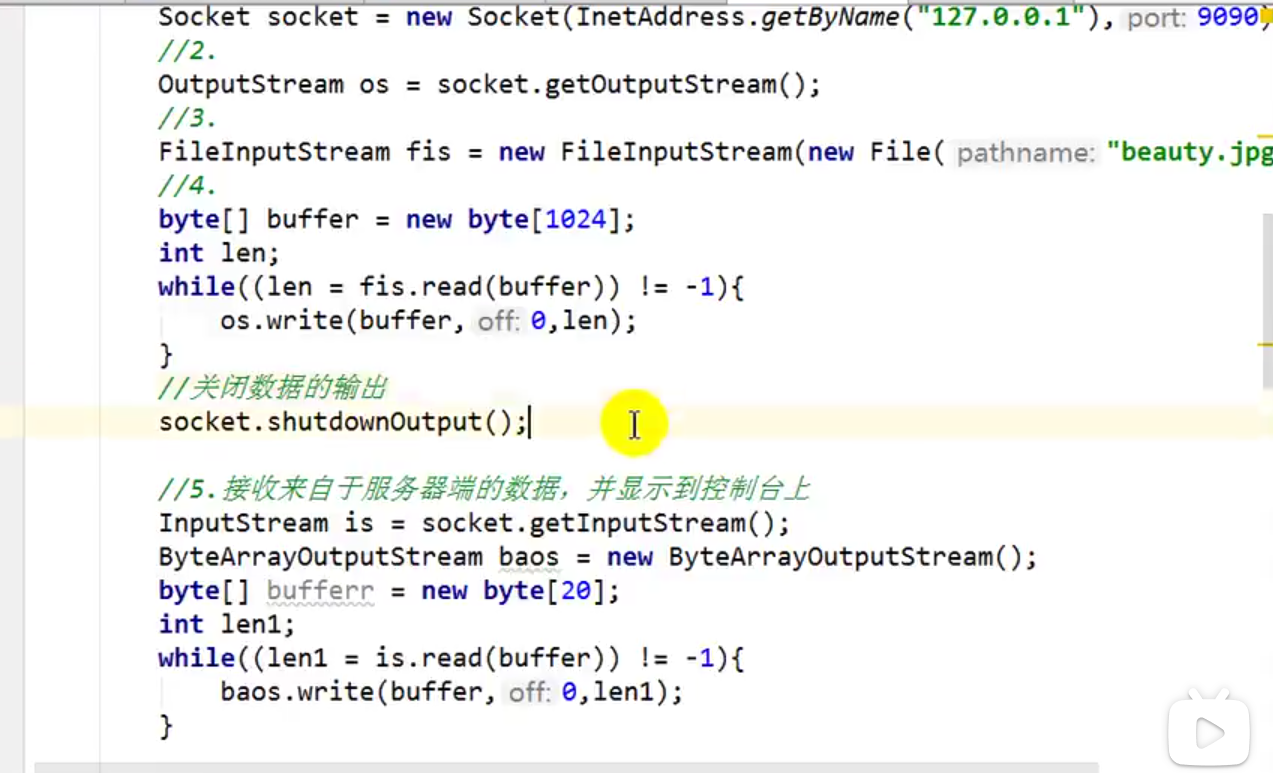 Socket socket = new Socket(InetAddress.getByName("127.0.0.1"), port: 9090)
//2.
OutputStream os = socket.getOutputStream();
//3.
FileInputStream fis = new FileInputStream(new File( pathname: "beauty.jpg
//4.
byte[] buffer = new byte[1024];
int len;
while((len = fis.read(buffer)) != -1){
os.write(buffer, off: 0,len);
}
//关闭数据的输出
socket.shutdownOutput();
//5.接收来自于服务器端的数据，并显示到控制台上
InputStream is = socket.getInputStream();
ByteArrayOutputStream baos = new ByteArrayOutputStream();
byte[] bufferr = new byte[20];
int len1;
while((len1 = is.read(buffer)) != -1){
baos.write(buffer, off: 0,len1);
}